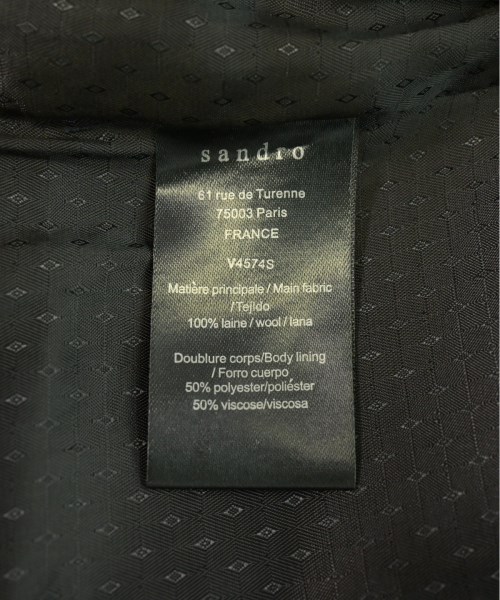 sandro
61 rue de Turenne
75003 Paris
FRANCE
V4574S
Matière principale / Main fabric
/Tejido
100% laine / wool / lana
Doublure corps/Body lining
/ Forro cuerpo
50% polyester/poliéster
50% viscose/viscosa